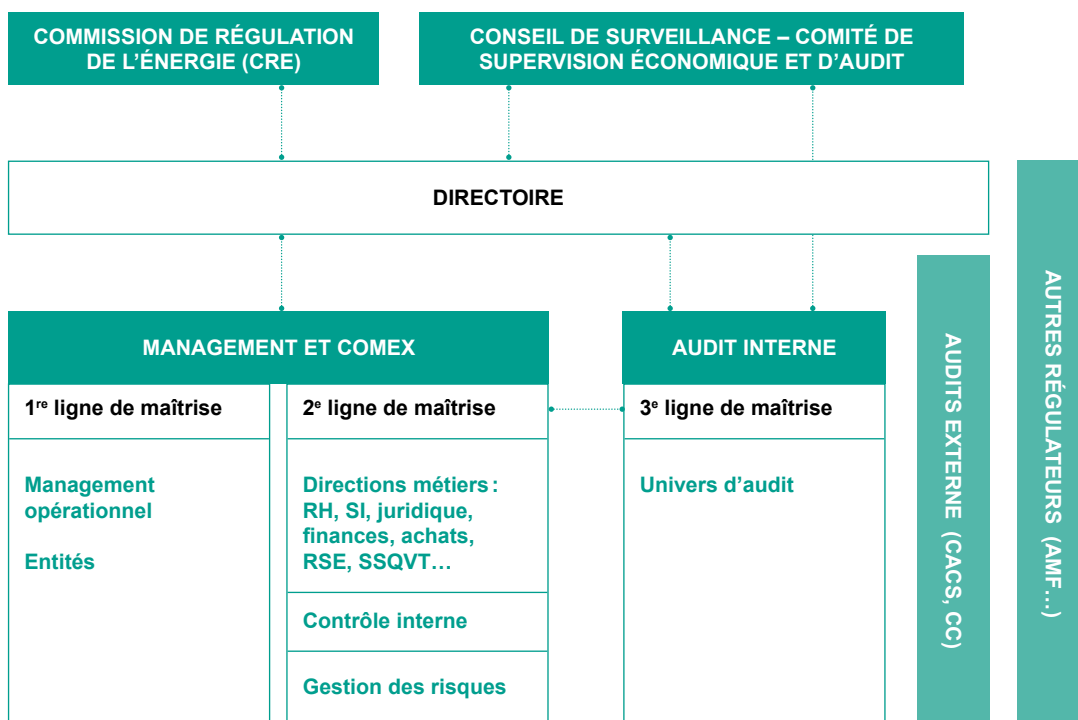 COMMISSION DE RÉGULATION
DE L’ÉNERGIE (CRE)
CONSEIL DE SURVEILLANCE – COMITÉ DE
SUPERVISION ÉCONOMIQUE ET D’AUDIT
DIRECTOIRE
MANAGEMENT ET COMEX
1re ligne de maîtrise
Management
opérationnel
Entités
2e ligne de maîtrise
Directions métiers :
RH, SI, juridique,
finances, achats,
RSE, SSQVT…
Contrôle interne
Gestion des risques
AUDIT INTERNE
3e ligne de maîtrise
Univers d’audit
AUDITS EXTERNE (CACS, CC)
AUTRES RÉGULATEURS (AMF…)